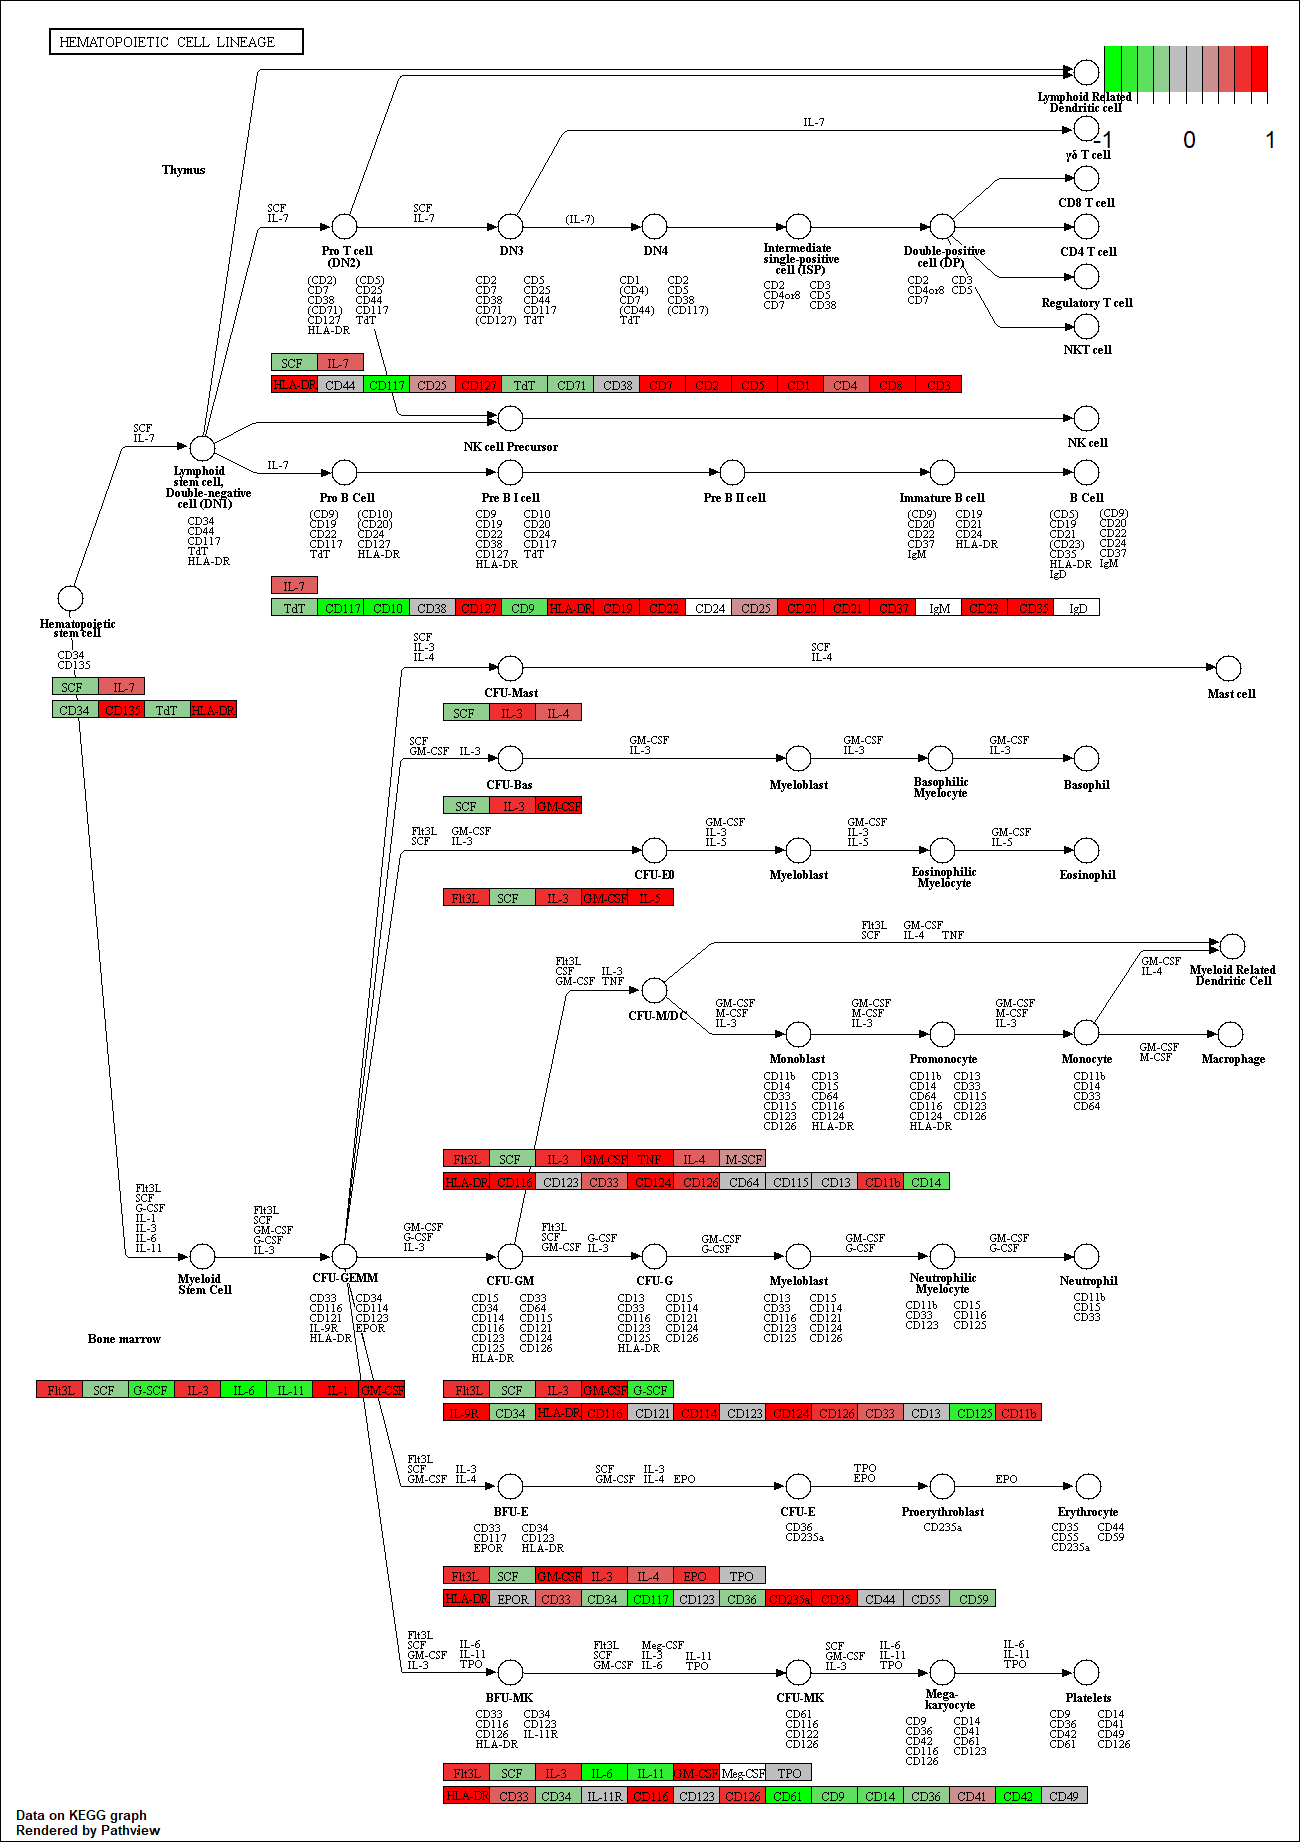 HEMATOPOIETIC CELL LINEAGE
-1 0 1
Lymphoid Related
Dendritic cell
IL-7
γδ T cell
Thymus
CD8 T cell
SCF
IL-7
SCF
IL-7
(IL-7)
Pro T cell
(DN2)
DN3
DN4
Intermediate
single-positive
cell (ISP)
Double-positive
cell (DP)
CD4 T cell
(CD2) (CD5)
CD7 CD25
CD38 CD44
(CD71) CD117
CD127 TdT
HLA-DR
CD2 CD5
CD7 CD25
CD38 CD44
CD71 CD117
(CD127) TdT
CD1 CD2
(CD4) CD5
CD7 CD38
(CD44) (CD117)
TdT
CD2 CD3
CD4or8 CD5
CD7 CD38
CD2 CD3
CD4or8 CD5
CD7
Regulatory T cell
NKT cell
SCF IL-7
HLA-DR CD44 CD117 CD25 CD127 TdT CD71 CD38 CD7 CD2 CD5 CD1 CD4 CD8 CD3
SCF
IL-7
NK cell Precursor
NK cell
IL-7
Lymphoid
stem cell,
Double-negative
cell (DN1)
CD34
CD44
CD117
TdT
HLA-DR
Pro B Cell
Pre B I cell
Pre B II cell
Immature B cell
B Cell
(CD9) (CD10)
CD19 (CD20)
CD22 CD24
CD117 CD127
TdT HLA-DR
CD9 CD10
CD19 CD20
CD22 CD24
CD38 CD117
CD127 TdT
HLA-DR
(CD9) CD19
CD20 CD21
CD22 CD24
CD37 HLA-DR
IgM
(CD5) (CD9)
CD19 CD20
CD21 CD22
(CD23) CD24
CD35 CD37
HLA-DR IgM
IgD
IL-7
TdT CD117 CD10 CD38 CD127 CD9 HLA-DR CD19 CD22 CD24 CD25 CD20 CD21 CD37 IgM CD23 CD35 IgD
Hematopoietic
stem cell
CD34
CD135
SCF IL-7
CD34 CD135 TdT HLA-DR
SCF
IL-3
IL-4
SCF
IL-4
CFU-Mast
Mast cell
SCF IL-3 IL-4
SCF
GM-CSF IL-3
GM-CSF
IL-3
GM-CSF
IL-3
GM-CSF
IL-3
CFU-Bas
Myeloblast
Basophilic
Myelocyte
Basophil
SCF IL-3 GM-CSF
Flt3L GM-CSF
SCF IL-3
GM-CSF
IL-3
IL-5
GM-CSF
IL-3
IL-5
GM-CSF
IL-5
CFU-E0
Myeloblast
Eosinophilic
Myelocyte
Eosinophil
Flt3L SCF IL-3 GM-CSF IL-5
Flt3L GM-CSF
SCF IL-4 TNF
Flt3L
CSF IL-3
GM-CSF TNF
GM-CSF
IL-4
Myeloid Related
Dendritic Cell
CFU-M/DC
GM-CSF
M-CSF
IL-3
GM-CSF
M-CSF
IL-3
GM-CSF
M-CSF
IL-3
GM-CSF
M-CSF
Monoblast
Promonocyte
Monocyte
Macrophage
CD11b CD13
CD14 CD15
CD33 CD64
CD115 CD116
CD123 CD124
CD126 HLA-DR
CD11b CD13
CD14 CD33
CD64 CD115
CD116 CD123
CD124 CD126
HLA-DR
CD11b
CD14
CD33
CD64
Flt3L SCF IL-3 GM-CSF TNF IL-4 M-SCF
HLA-DR CD116 CD123 CD33 CD124 CD126 CD64 CD115 CD13 CD11b CD14
Flt3L
SCF
G-CSF
IL-1
IL-3
IL-6
IL-11
Flt3L
SCF
GM-CSF
G-CSF
IL-3
GM-CSF
G-CSF
IL-3
Flt3L
SCF G-CSF
GM-CSF IL-3
GM-CSF
G-CSF
GM-CSF
G-CSF
GM-CSF
G-CSF
Myeloid
Stem Cell
CFU-GEMM
CFU-GM
CFU-G
Myeloblast
Neutrophilic
Myelocyte
Neutrophil
CD33 CD34
CD116 CD114
CD121 CD123
IL-9R EPOR
HLA-DR
CD15 CD33
CD34 CD64
CD114 CD115
CD116 CD121
CD123 CD124
CD125 CD126
HLA-DR
CD13 CD15
CD33 CD114
CD116 CD121
CD123 CD124
CD125 CD126
HLA-DR
CD13 CD15
CD33 CD114
CD116 CD121
CD123 CD124
CD125 CD126
CD11b CD15
CD33 CD116
CD123 CD125
CD11b
CD15
CD33
Bone marrow
Flt3L SCF G-SCF IL-3 IL-6 IL-11 IL-1 GM-CSF
Flt3L SCF IL-3 GM-CSF G-SCF
IL-9R CD34 HLA-DR CD116 CD121 CD114 CD123 CD124 CD126 CD33 CD13 CD125 CD11b
Flt3L
SCF IL-3
GM-CSF IL-4
SCF IL-3
GM-CSF IL-4 EPO
TPO
EPO
EPO
BFU-E
CFU-E
Proerythroblast
Erythrocyte
CD33 CD34
CD117 CD123
EPOR HLA-DR
CD36
CD235a
CD235a
CD35 CD44
CD55 CD59
CD235a
Flt3L SCF GM-CSF IL-3 IL-4 EPO TPO
HLA-DR EPOR CD33 CD34 CD117 CD123 CD36 CD235a CD35 CD44 CD55 CD59
Flt3L
SCF IL-6
GM-CSF IL-11
IL-3 TPO
Flt3L Meg-CSF
SCF IL-3 IL-11
GM-CSF IL-6 TPO
SCF IL-6
GM-CSF IL-11
IL-3 TPO
IL-6
IL-11
TPO
BFU-MK
CFU-MK
Mega-
karyocyte
Platelets
CD33 CD34
CD116 CD123
CD126 IL-11R
HLA-DR
CD61
CD116
CD122
CD126
CD9 CD14
CD36 CD41
CD42 CD61
CD116 CD123
CD126
CD9 CD14
CD36 CD41
CD42 CD49
CD61 CD126
Flt3L SCF IL-3 IL-6 IL-11 GM-CSF Meg-CSF TPO
HLA-DR CD33 CD34 IL-11R CD116 CD123 CD126 CD61 CD9 CD14 CD36 CD41 CD42 CD49
Data on KEGG graph
Rendered by Pathview